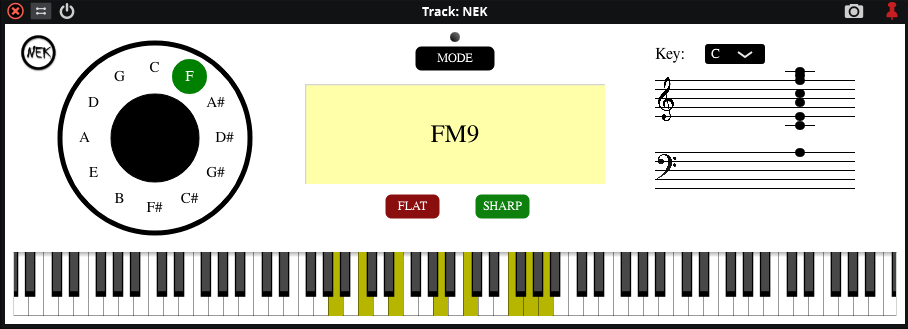 Track: NEK
NEK
MODE
Key: C
C
F
A#
D#
G#
C#
F#
B
E
A
D
G
FM9
FLAT
SHARP